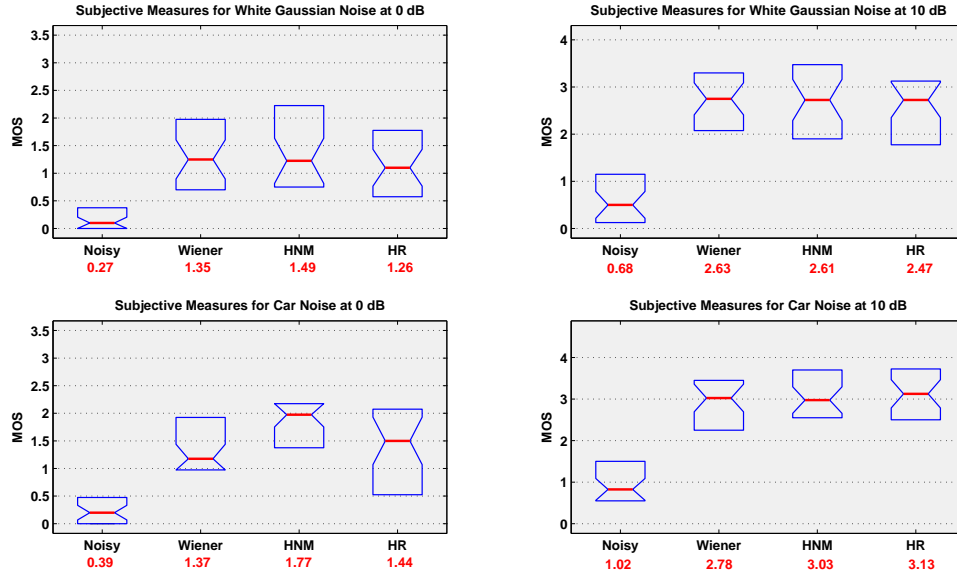 Subjective Measures for White Gaussian Noise at 0 dB
MOS
3.5
3
2.5
2
1.5
1
0.5
0
Noisy Wiener HNM HR
0.27 1.35 1.49 1.26
Subjective Measures for White Gaussian Noise at 10 dB
MOS
4
3
2
1
0
Noisy Wiener HNM HR
0.68 2.63 2.61 2.47
Subjective Measures for Car Noise at 0 dB
MOS
3.5
3
2.5
2
1.5
1
0.5
0
Noisy Wiener HNM HR
0.39 1.37 1.77 1.44
Subjective Measures for Car Noise at 10 dB
MOS
4
3
2
1
0
Noisy Wiener HNM HR
1.02 2.78 3.03 3.13